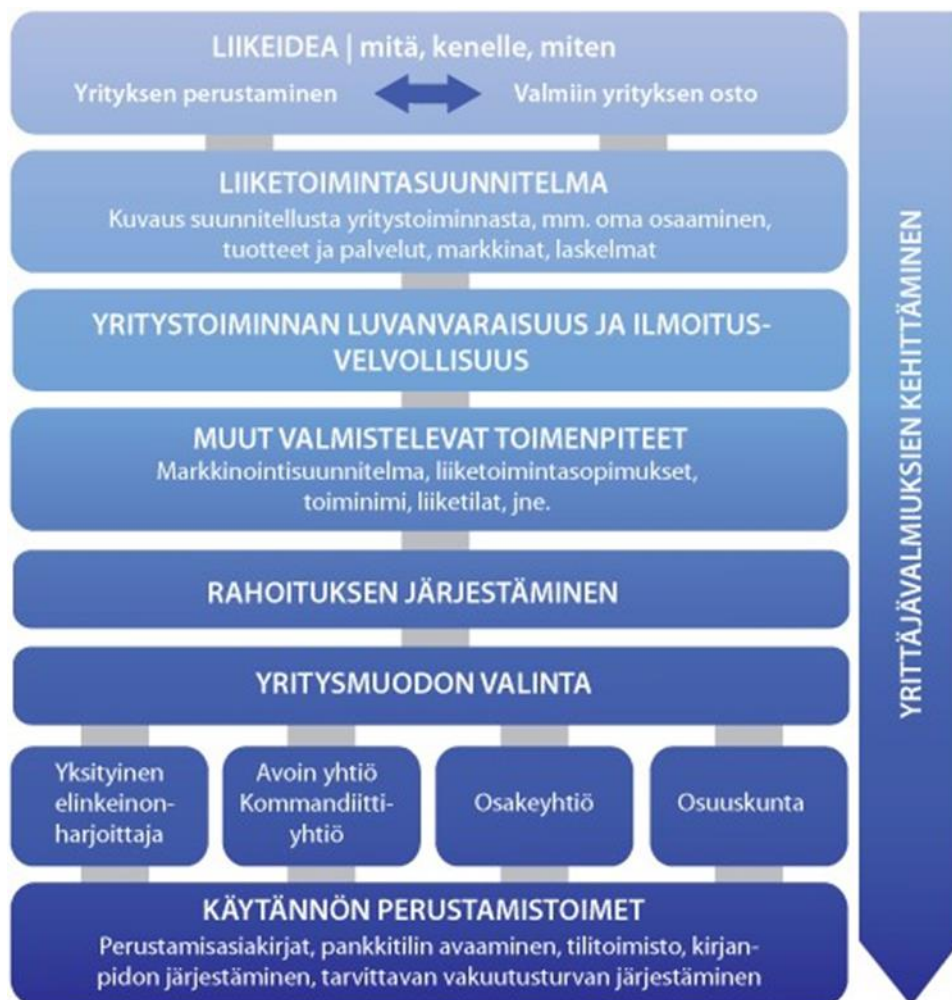 LIIKEIDEA | mitä, kenelle, miten
Yrityksen perustaminen
Valmiin yrityksen osto
LIIKETOIMINTASUUNNITELMA
Kuvaus suunnitellusta yritystoiminnasta, mm. oma osaaminen,
tuotteet ja palvelut, markkinat, laskelmat
YRITYSTOIMINNAN LUVANVARAISUUS JA ILMOITUS-
VELVOLLISUUS
MUUT VALMISTELEVAT TOIMENPITEET
Markkinointisuunnitelma, liiketoimintasopimukset,
toiminimi, liiketilat, jne.
RAHOITUKSEN JÄRJESTÄMINEN
YRITYSMUODON VALINTA
Yksityinen
elinkeinon-
harjoittaja
Avoin yhtiö
Kommandiitti-
yhtiö
Osakeyhtiö
Osuuskunta
KÄYTÄNNÖN PERUSTAMISTOIMET
Perustamisasiakirjat, pankkitilin avaaminen, tilitoimisto, kirjan-
pidon järjestäminen, tarvittavan vakuutusturvan järjestäminen
YRITTÄJÄVALMIUKSIEN KEHITTÄMINEN